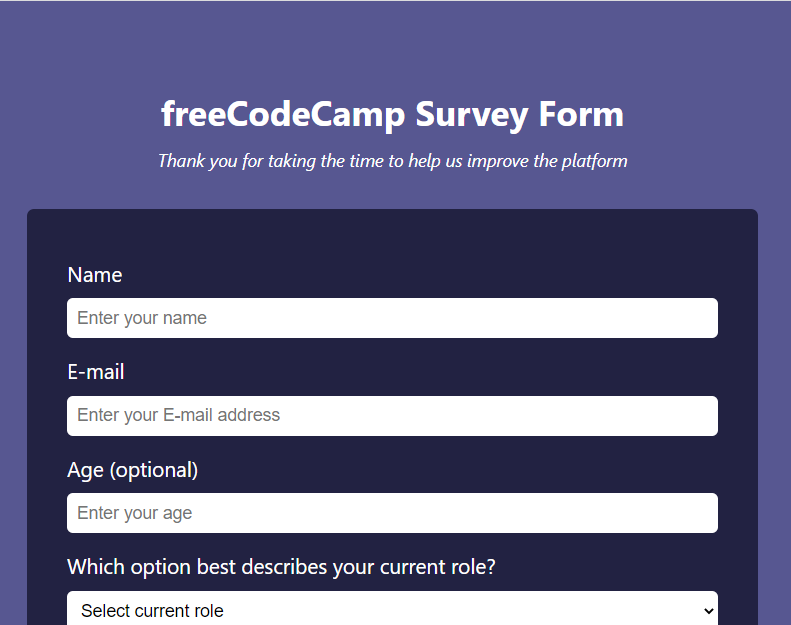 freeCodeCamp Survey Form
Thank you for taking the time to help us improve the platform
Name
Enter your name
E-mail
Enter your E-mail address
Age (optional)
Enter your age
Which option best describes your current role?
Select current role